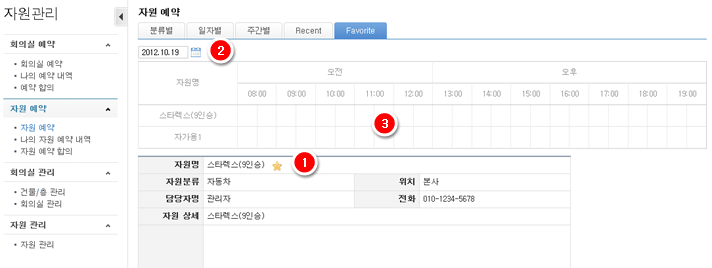 자원관리
회의실 예약
회의실 예약
나의 예약 내역
예약 합의
자원 예약
자원 예약
나의 자원 예약 내역
자원 예약 합의
회의실 관리
건물/층 관리
회의실 관리
자원 관리
자원 관리
자원 예약
분류별 일자별 주간별 Recent Favorite
2012.10.19 2
자원명 오전 오후
08:00 09:00 10:00 11:00 12:00 13:00 14:00 15:00 16:00 17:00 18:00 19:00
스타렉스(9인승)
3
자가용1
자원명 스타렉스(9인승) 1
자원분류 자동차 위치 본사
담당자명 관리자 전화 010-1234-5678
자원 상세 스타렉스(9인승)